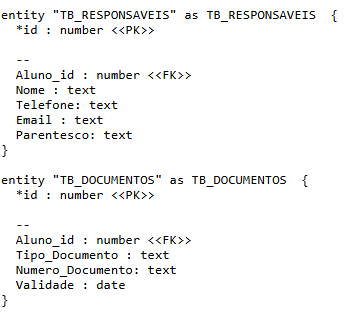 entity "TB_RESPONSAVEIS" as TB_RESPONSAVEIS  {
  *id : number <<PK>>
  --
  Aluno_id : number <<FK>>
  Nome : text
  Telefone: text
  Email : text
  Parentesco: text
}
entity "TB_DOCUMENTOS" as TB_DOCUMENTOS  {
  *id : number <<PK>>
  --
  Aluno_id : number <<FK>>
  Tipo_Documento : text
  Numero_Documento: text
  Validade : date
}